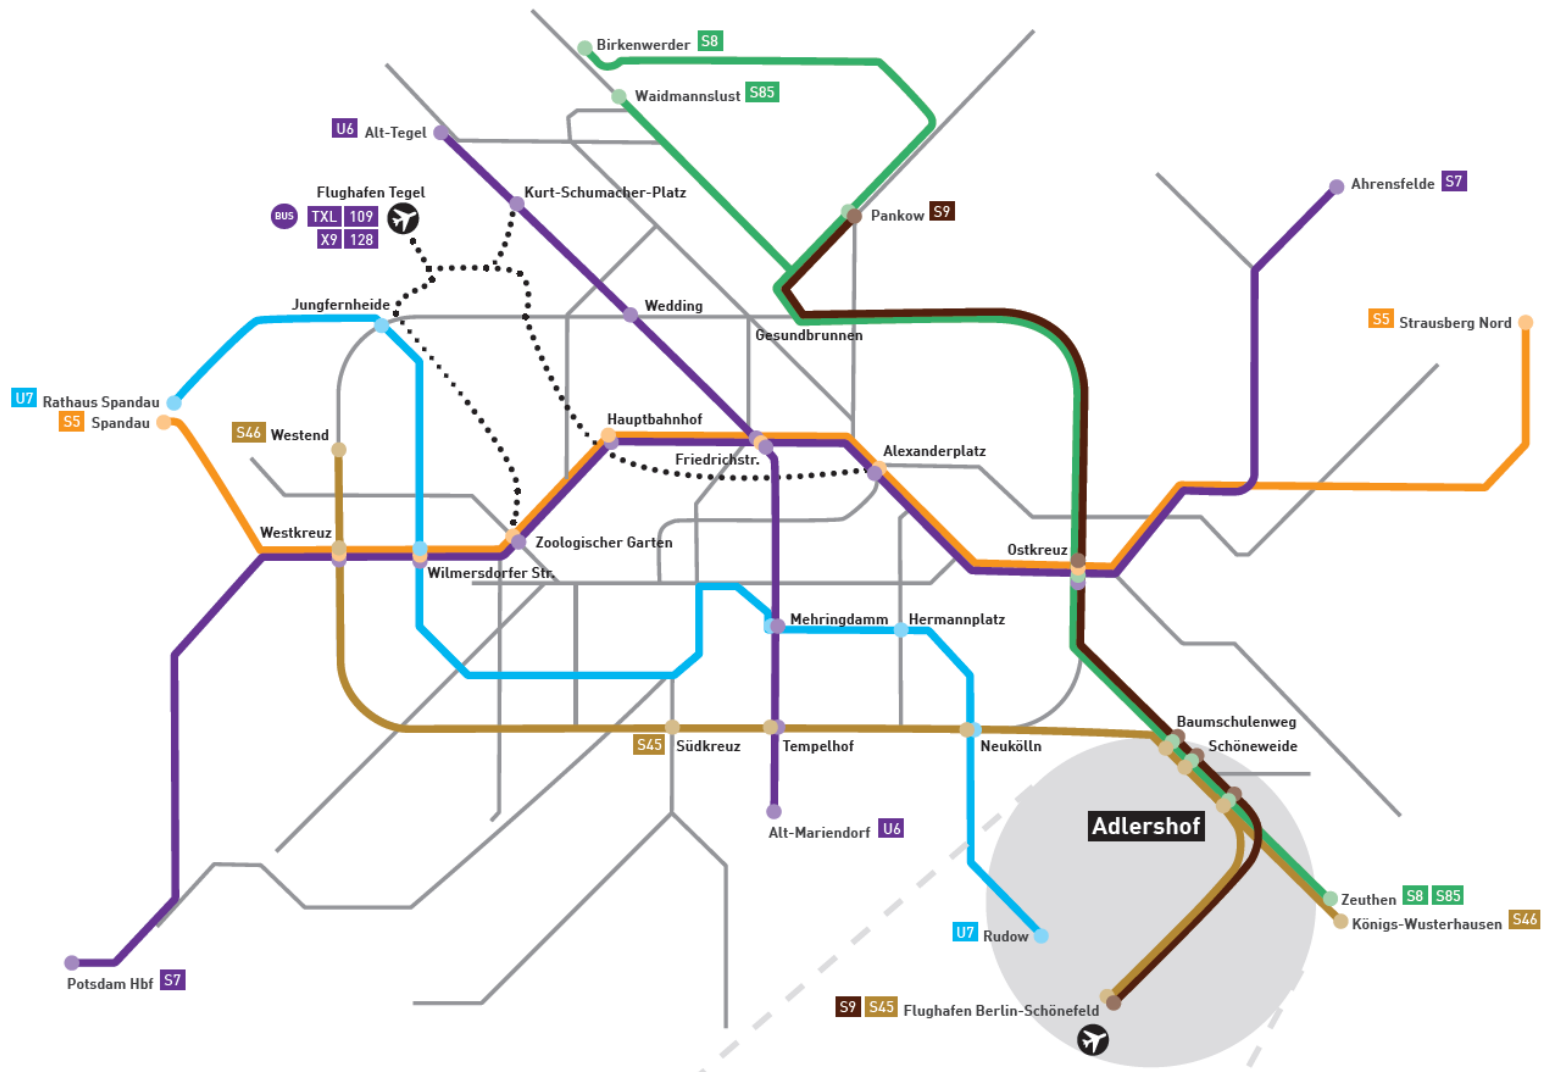 Birkenwerder S8
Waidmannslust S85
U6 Alt-Tegel
Flughafen Tegel
BUS TXL 109
X9 128
Kurt-Schumacher-Platz
Pankow S9
Ahrensfelde S7
Jungfernheide
Wedding
Gesundbrunnen
S5 Strausberg Nord
U7 Rathaus Spandau
S5 Spandau
S46 Westend
Hauptbahnhof
Friedrichstr.
Alexanderplatz
Westkreuz
Zoologischer Garten
Wilmersdorfer Str.
Ostkreuz
Mehringdamm
Hermannplatz
S45 Südkreuz
Tempelhof
Neukölln
Baumschulenweg
Schöneweide
Adlershof
Alt-Mariendorf U6
Zeuthen S8 S85
Königs-Wusterhausen S46
U7 Rudow
Potsdam Hbf S7
S9 S45 Flughafen Berlin-Schönefeld